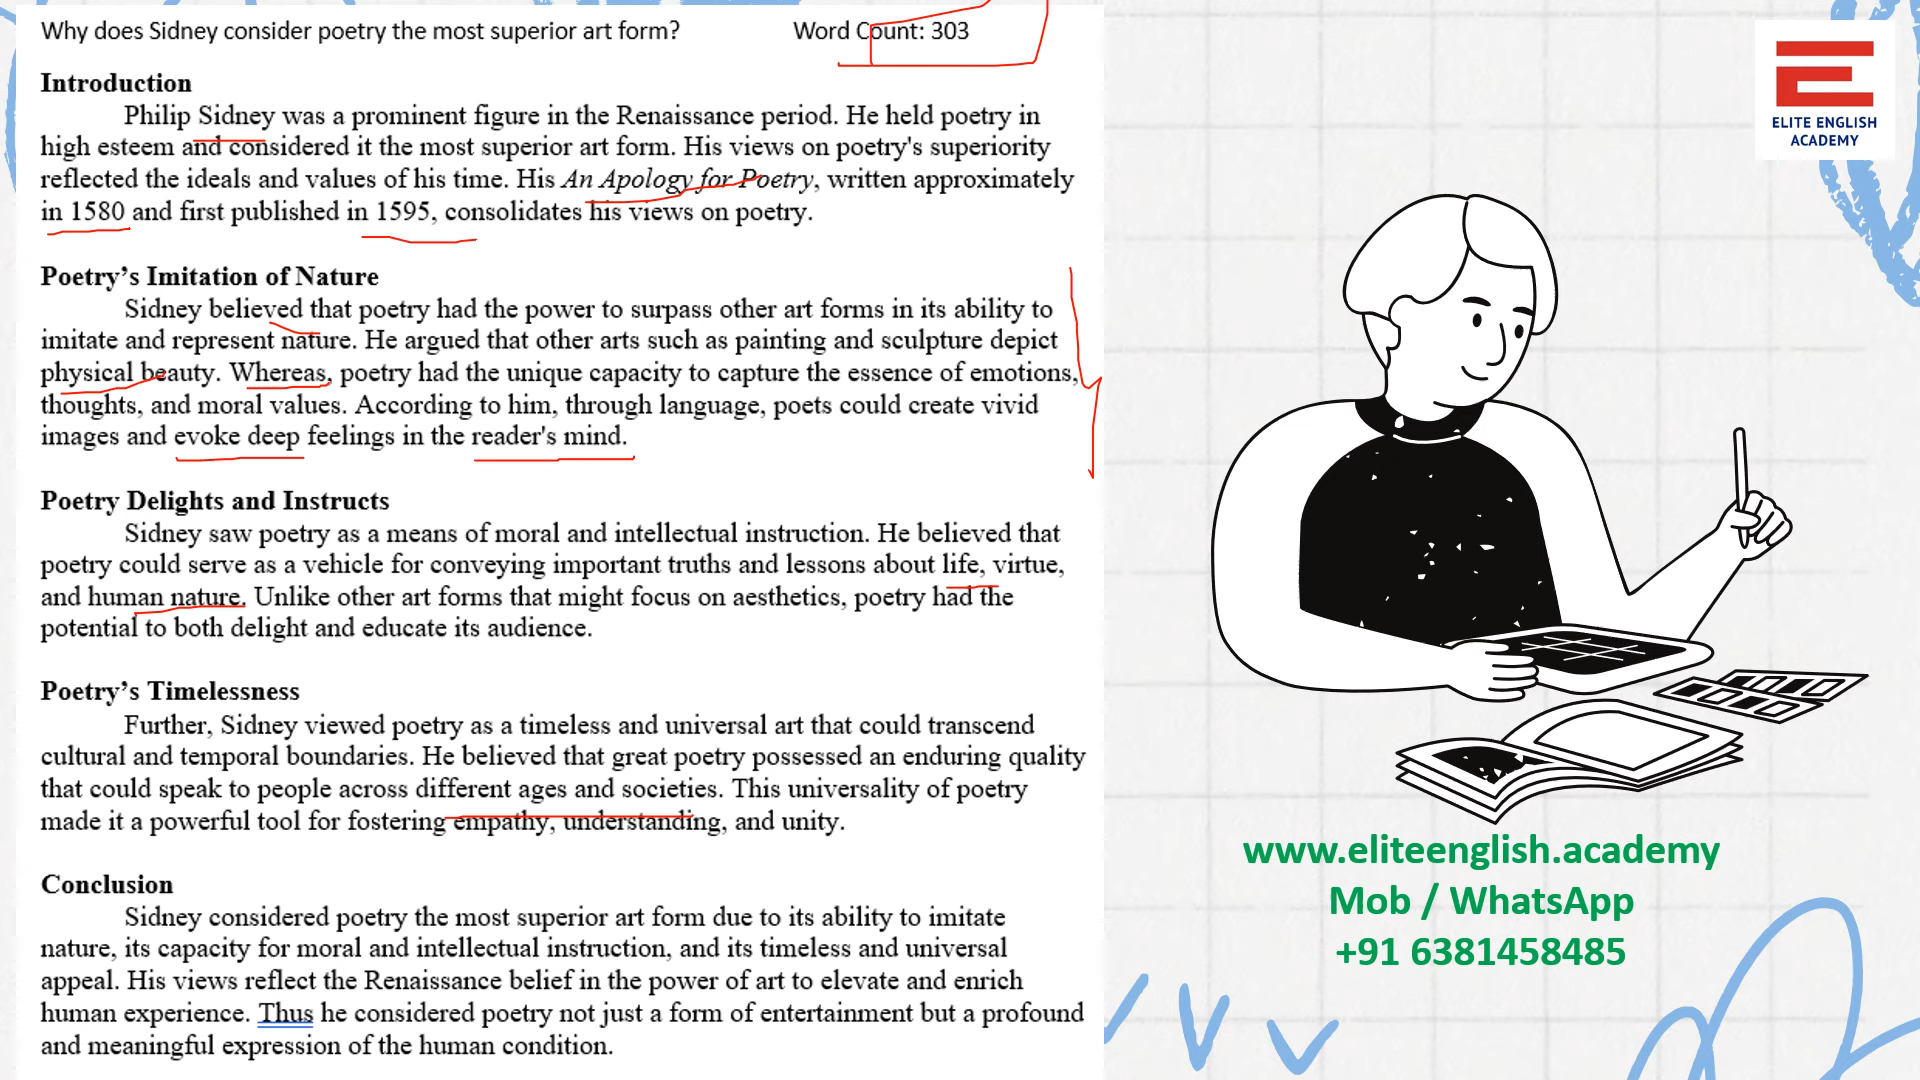 Why does Sidney consider poetry the most superior art form? Word Count: 303
Introduction
Philip Sidney was a prominent figure in the Renaissance period. He held poetry in
high esteem and considered it the most superior art form. His views on poetry's superiority
reflected the ideals and values of his time. His An Apology for Poetry, written approximately
in 1580 and first published in 1595, consolidates his views on poetry.
Poetry’s Imitation of Nature
Sidney believed that poetry had the power to surpass other art forms in its ability to
imitate and represent nature. He argued that other arts such as painting and sculpture depict
physical beauty. Whereas, poetry had the unique capacity to capture the essence of emotions,
thoughts, and moral values. According to him, through language, poets could create vivid
images and evoke deep feelings in the reader's mind.
Poetry Delights and Instructs
Sidney saw poetry as a means of moral and intellectual instruction. He believed that
poetry could serve as a vehicle for conveying important truths and lessons about life, virtue,
and human nature. Unlike other art forms that might focus on aesthetics, poetry had the
potential to both delight and educate its audience.
Poetry’s Timelessness
Further, Sidney viewed poetry as a timeless and universal art that could transcend
cultural and temporal boundaries. He believed that great poetry possessed an enduring quality
that could speak to people across different ages and societies. This universality of poetry
made it a powerful tool for fostering empathy, understanding, and unity.
Conclusion
Sidney considered poetry the most superior art form due to its ability to imitate
nature, its capacity for moral and intellectual instruction, and its timeless and universal
appeal. His views reflect the Renaissance belief in the power of art to elevate and enrich
human experience. Thus he considered poetry not just a form of entertainment but a profound
and meaningful expression of the human condition.
ELITE ENGLISH
ACADEMY
www.eliteenglish.academy
Mob / WhatsApp
+91 6381458485